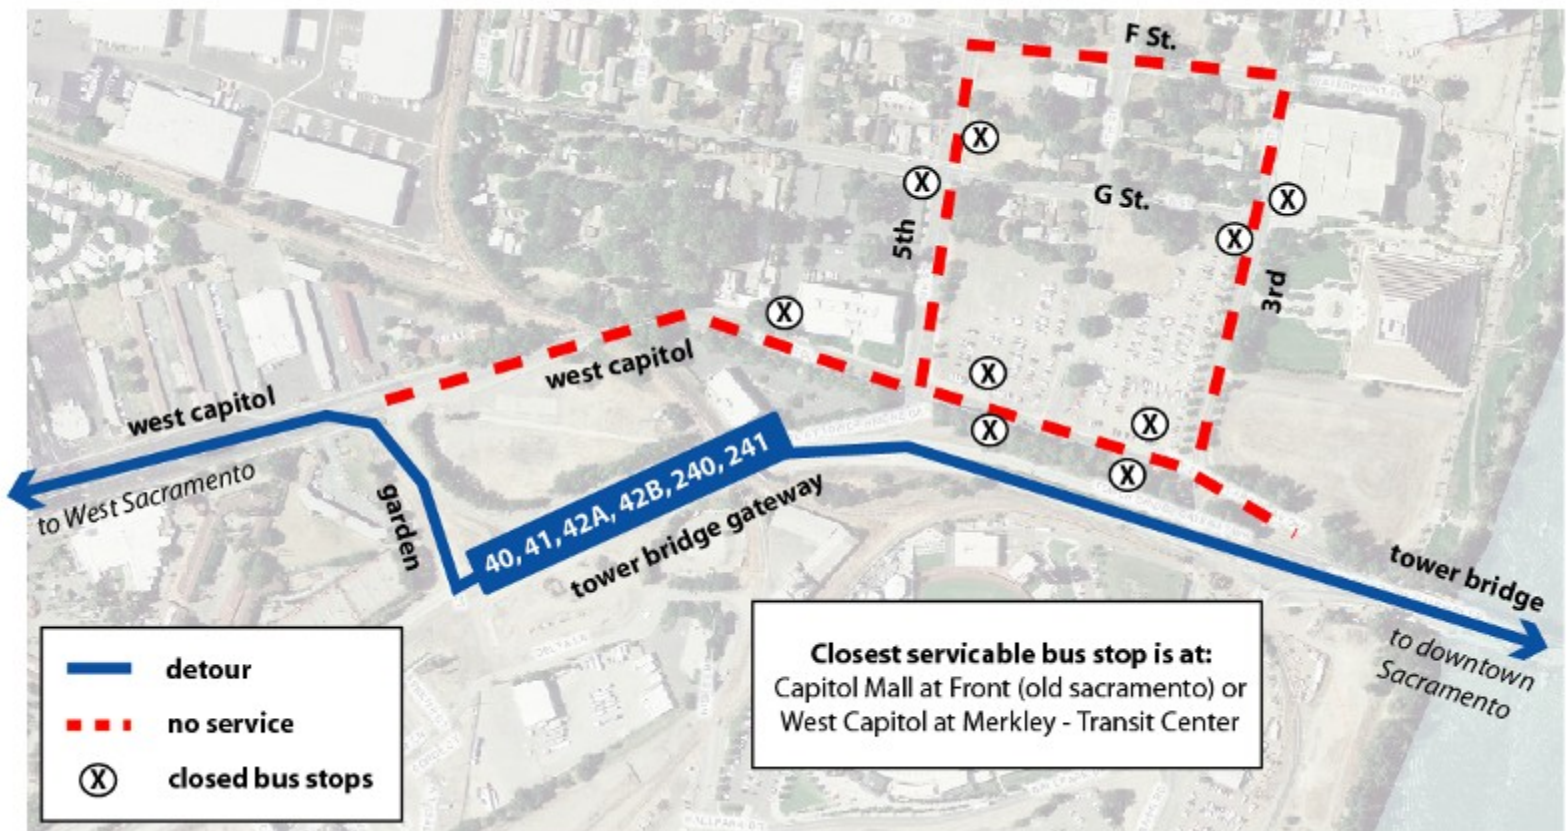 F St.
X
X
G St.
X
X
5th
3rd
X
west capitol
X
X
X
X
west capitol
to West Sacramento
garden
40, 41, 42A, 42B, 240, 241
tower bridge gateway
tower bridge
to downtown
Sacramento
detour
no service
X closed bus stops
Closest servicable bus stop is at:
Capitol Mall at Front (old sacramento) or
West Capitol at Merkley - Transit Center